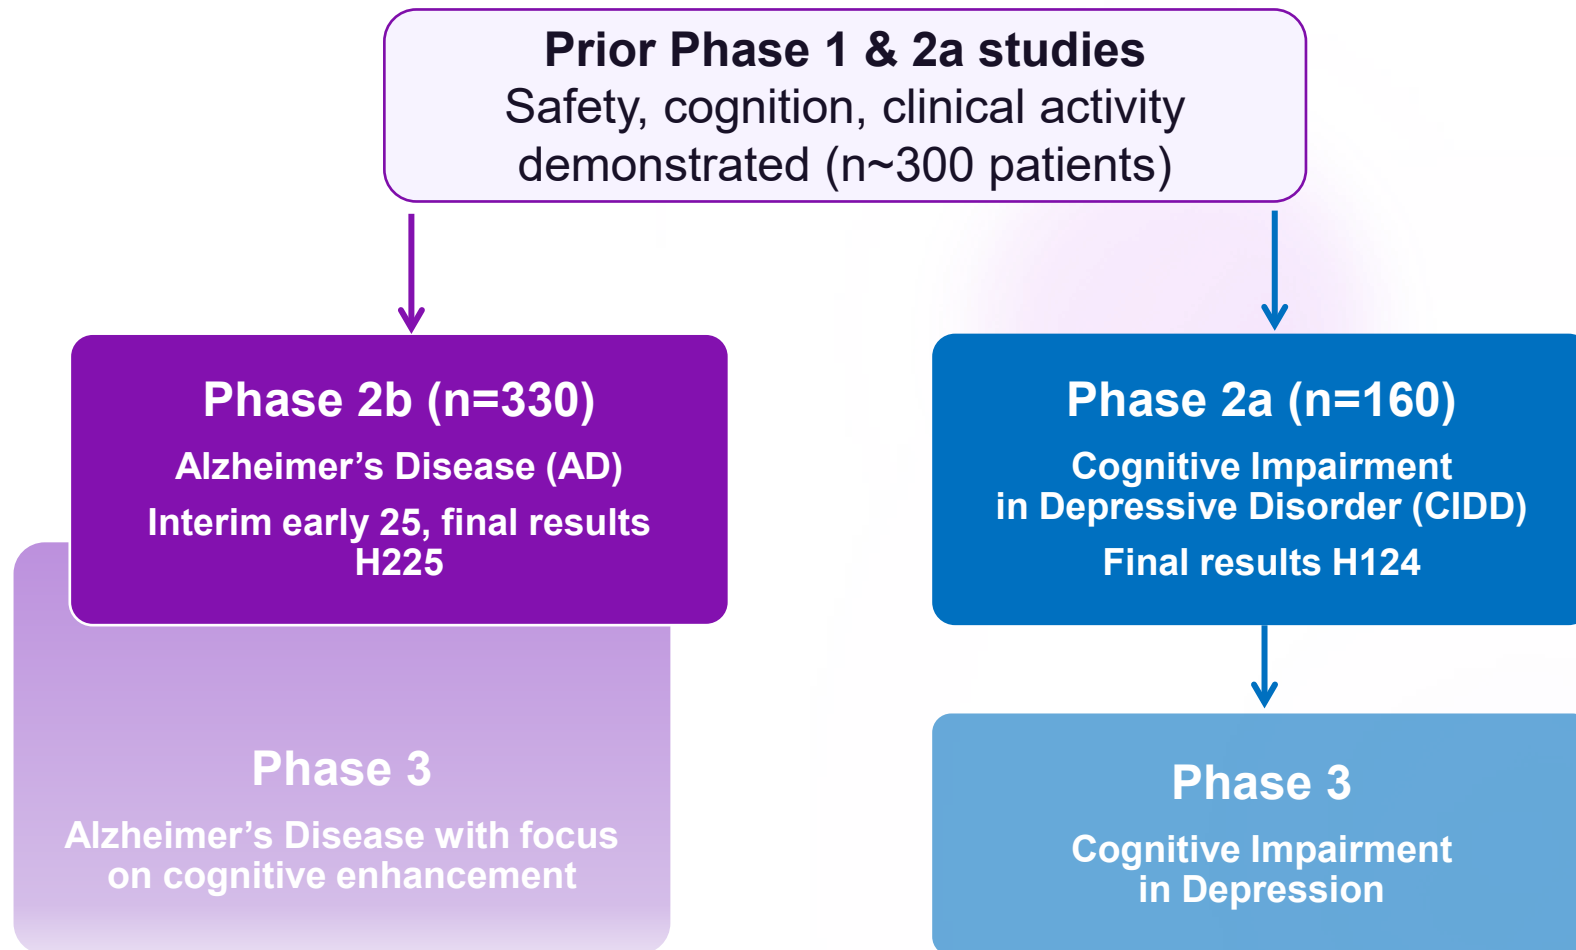 Prior Phase 1 & 2a studies
Safety, cognition, clinical activity
demonstrated (n~300 patients)
Phase 2b (n=330)
Alzheimer’s Disease (AD)
Interim early 25, final results
H225
Phase 2a (n=160)
Cognitive Impairment
in Depressive Disorder (CIDD)
Final results H124
Phase 3
Alzheimer’s Disease with focus
on cognitive enhancement
Phase 3
Cognitive Impairment
in Depression